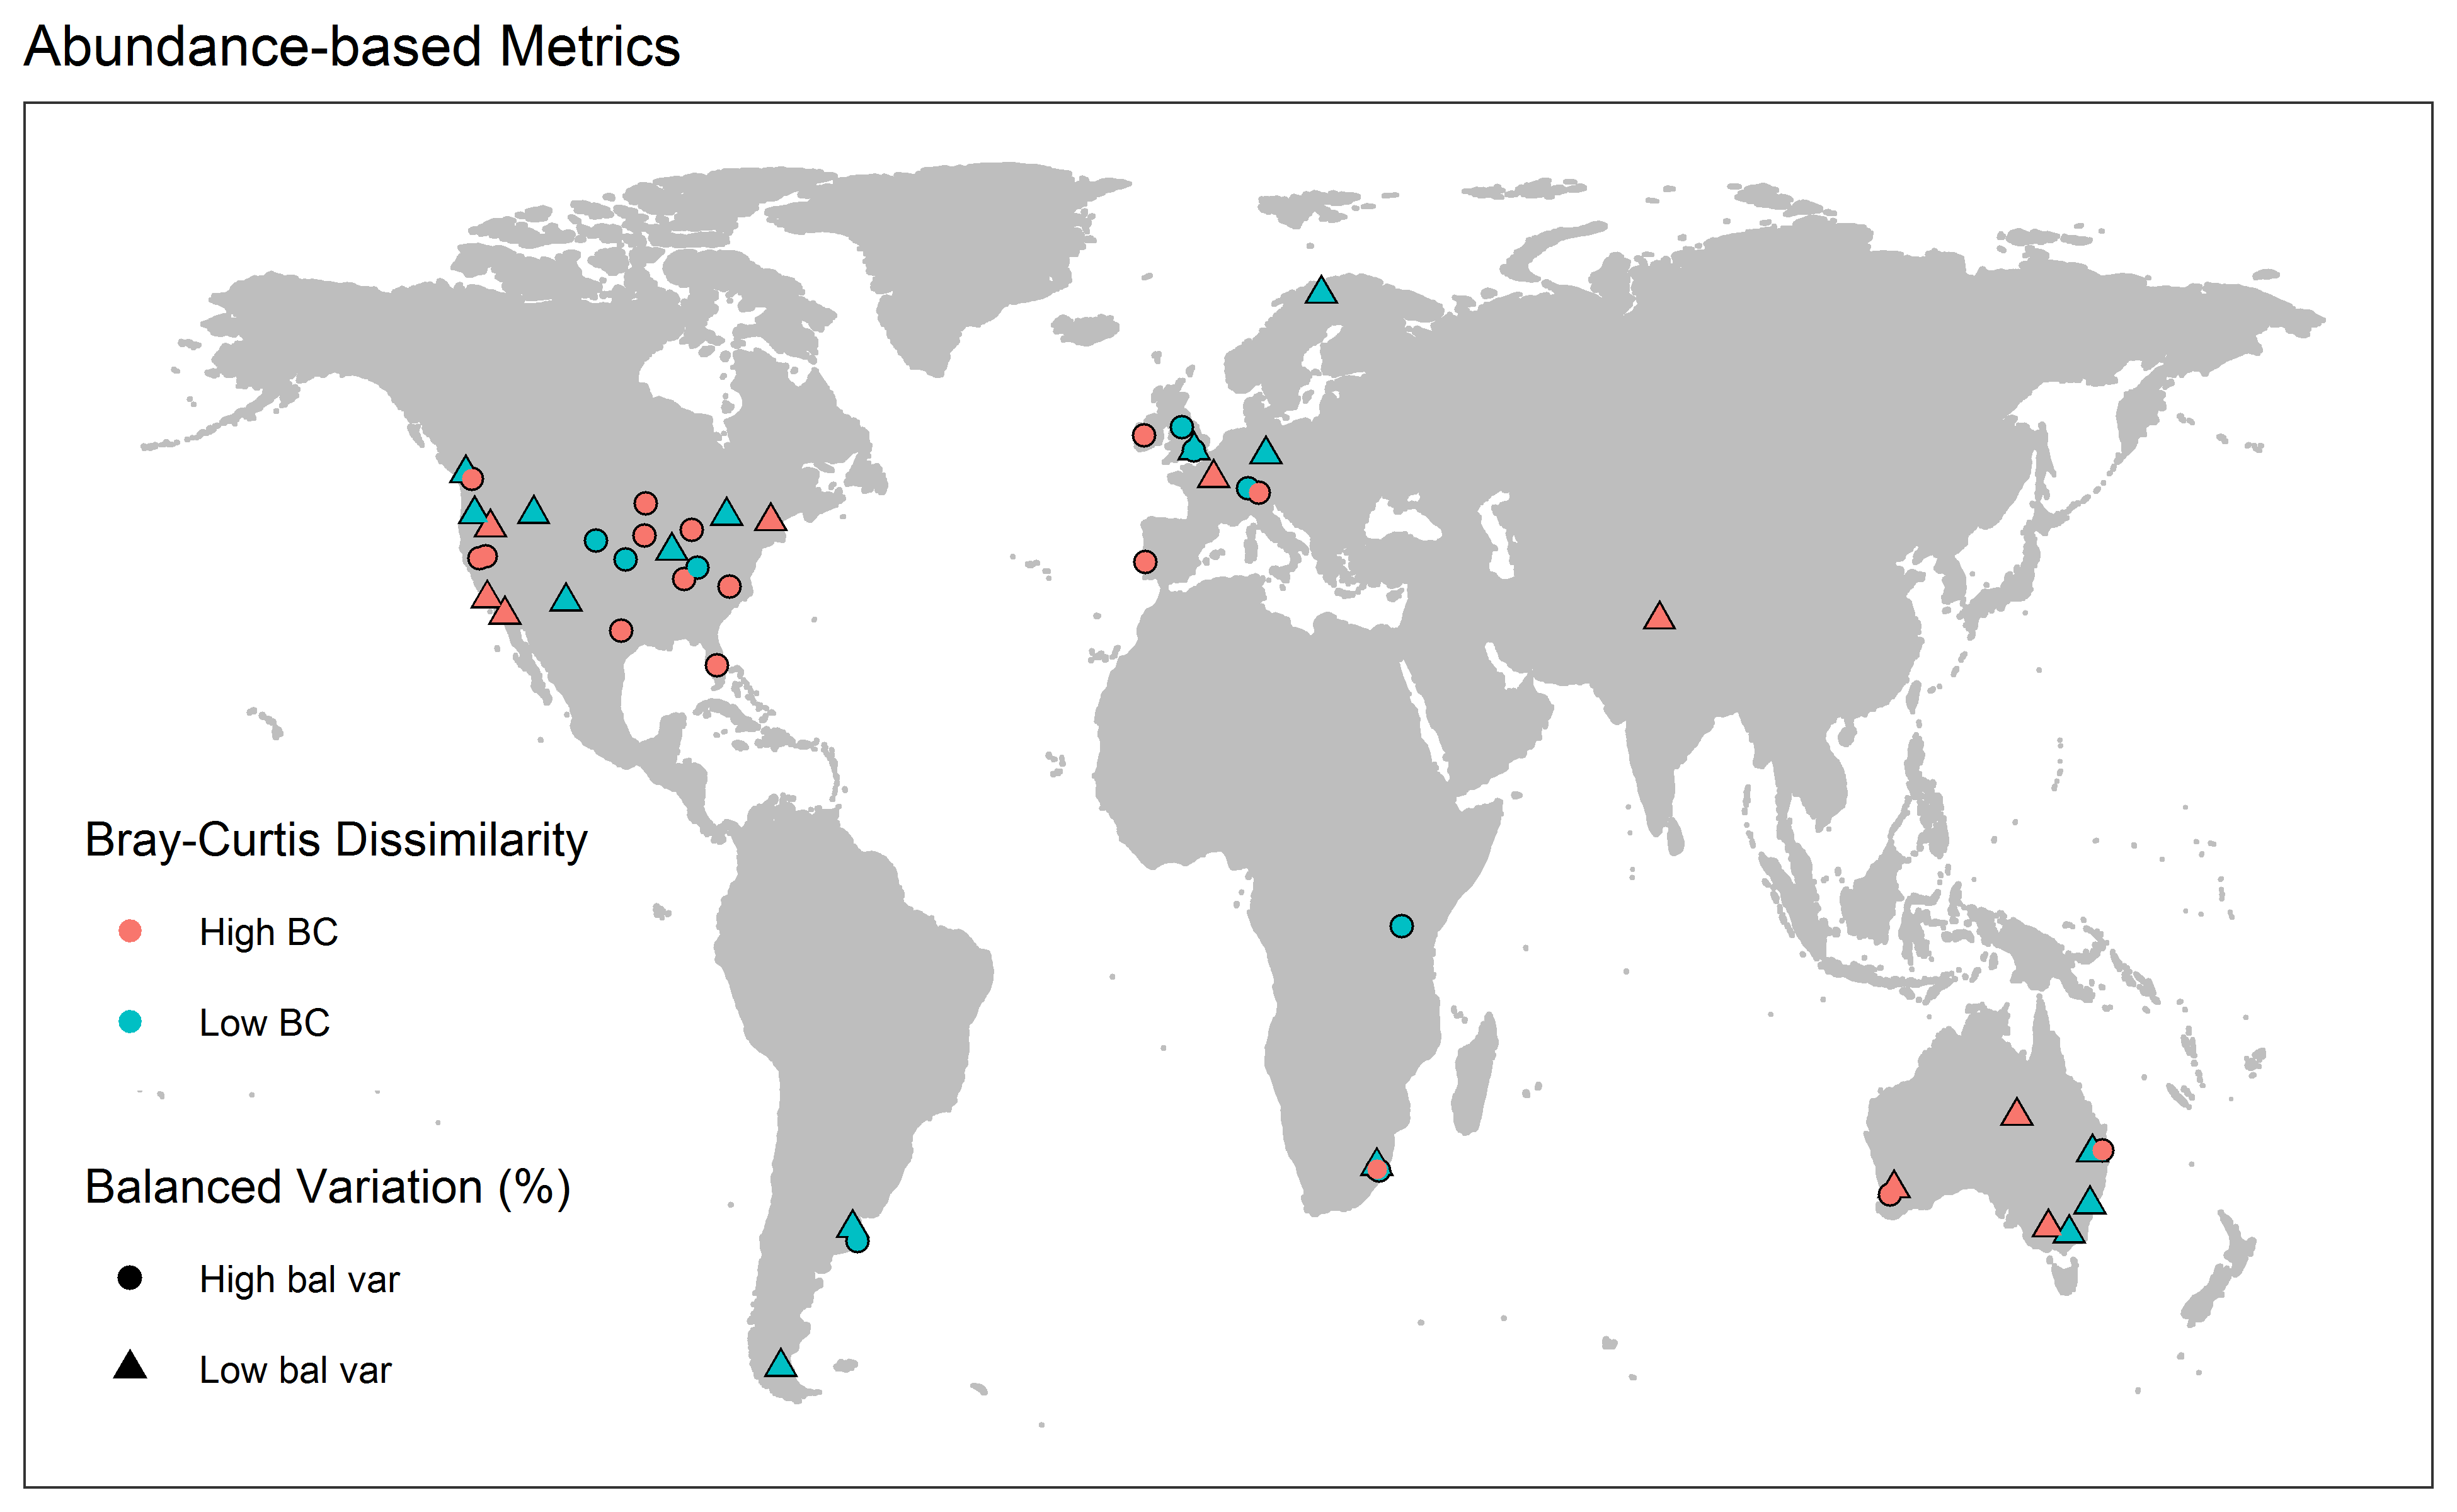 Abundance-based Metrics
Bray-Curtis Dissimilarity
High BC
Low BC
Balanced Variation (%)
High bal var
Low bal var